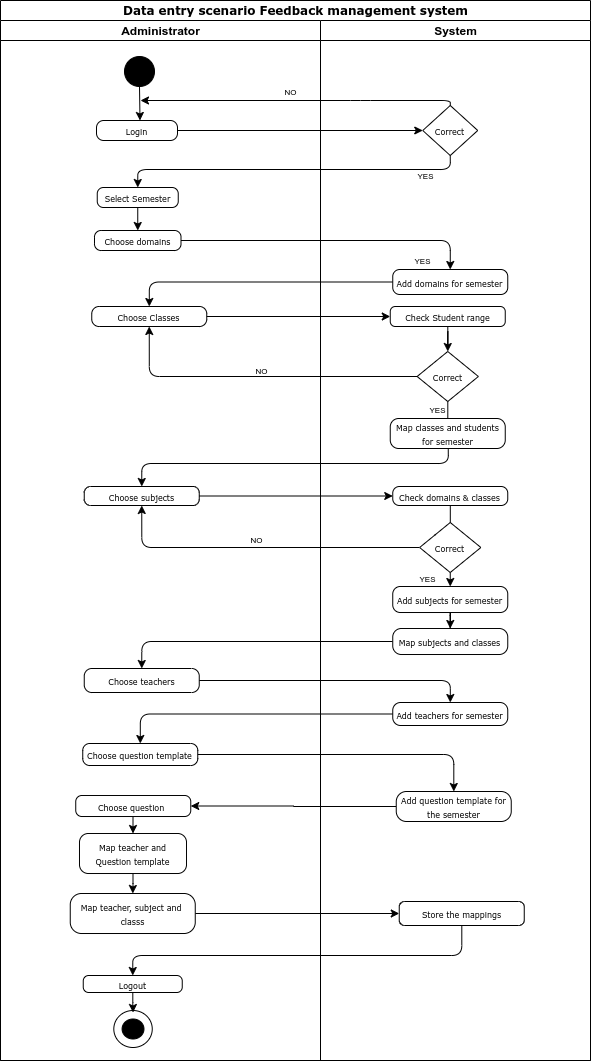 Data entry scenario Feedback management system
Administrator
System
NO
Login
Correct
YES
Select Semester
Choose domains
YES
Add domains for semester
Choose Classes
Check Student range
NO
Correct
YES
Map classes and students
for semester
Choose subjects
Check domains & classes
NO
Correct
YES
Add subjects for semester
Map subjects and classes
Choose teachers
Add teachers for semester
Choose question template
Add question template for
the semester
Choose question
Map teacher and
Question template
Map teacher, subject and
classs
Store the mappings
Logout